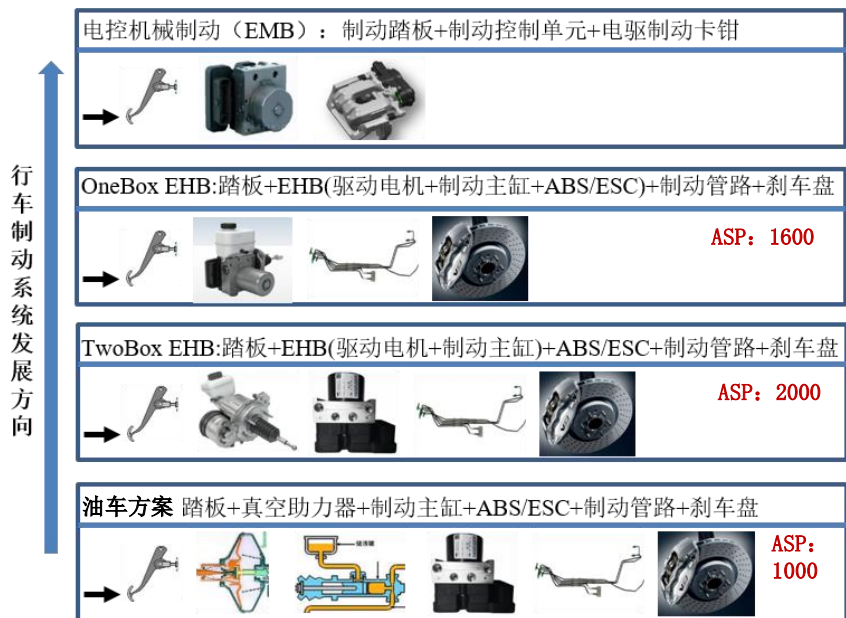 电控机械制动（EMB）：制动踏板+制动控制单元+电驱制动卡钳
行车制动系统发展方向
OneBox EHB:踏板+EHB(驱动电机+制动主缸+ABS/ESC)+制动管路+刹车盘
ASP：1600
TwoBox EHB:踏板+EHB(驱动电机+制动主缸)+ABS/ESC+制动管路+刹车盘
ASP：2000
油车方案 踏板+真空助力器+制动主缸+ABS/ESC+制动管路+刹车盘
ASP：
1000